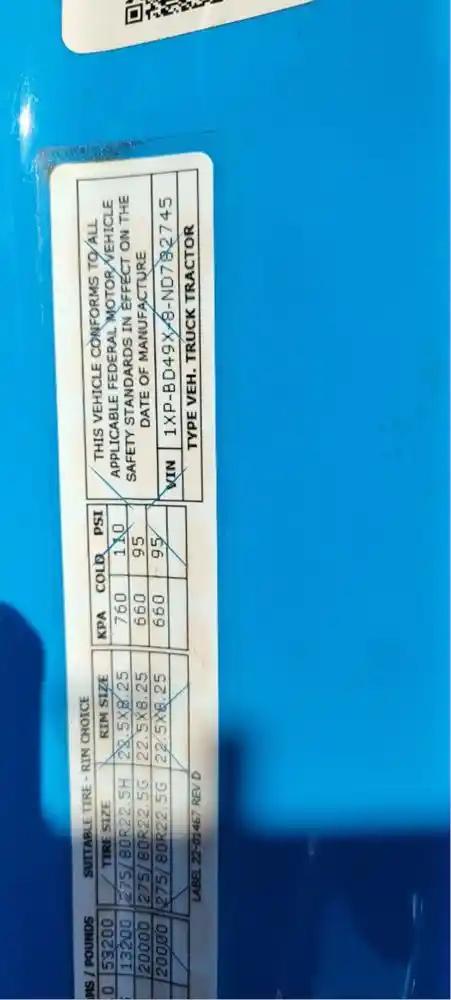 MS / POUNDS
0 53200
13200
20000
20000
SUITABLE TIRE - RIM CHOICE
TIRE SIZE RIM SIZE KPA COLD PSI
275/80R22.5H 22.5X8.25 760 110
275/80R22.5G 22.5X8.25 660 95
275/80R22.5G 22.5X8.25 660 95
LABEL 22-01467 REV D
THIS VEHICLE CONFORMS TO ALL
APPLICABLE FEDERAL MOTOR VEHICLE
SAFETY STANDARDS IN EFFECT ON THE
DATE OF MANUFACTURE
VIN 1XP-BD49X-8-ND782745
TYPE VEH. TRUCK TRACTOR